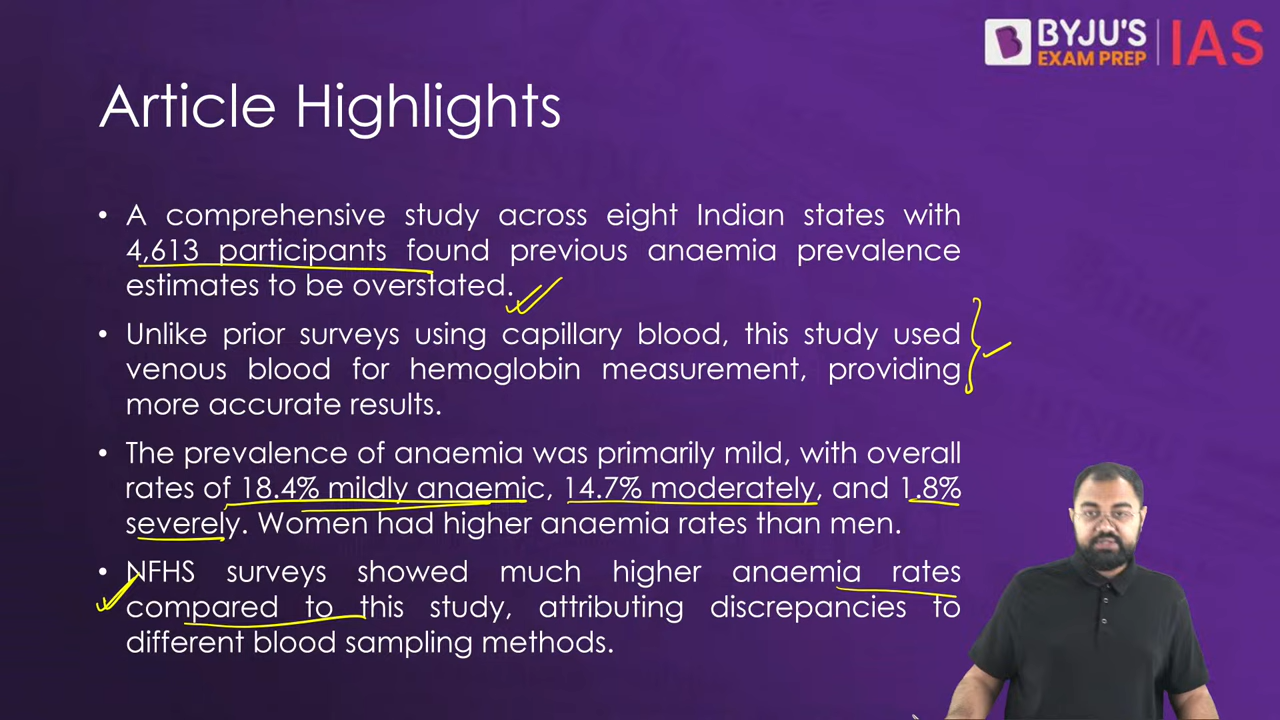 BYJU'S
EXAM PREP
IAS
Article Highlights
• A comprehensive study across eight Indian states with
4,613 participants found previous anaemia prevalence
estimates to be overstated.
• Unlike prior surveys using capillary blood, this study used
venous blood for hemoglobin measurement, providing
more accurate results.
• The prevalence of anaemia was primarily mild, with overall
rates of 18.4% mildly anaemic, 14.7% moderately, and 1.8%
severely. Women had higher anaemia rates than men.
• NFHS surveys showed much higher anaemia rates
compared to this study, attributing discrepancies to
different blood sampling methods.